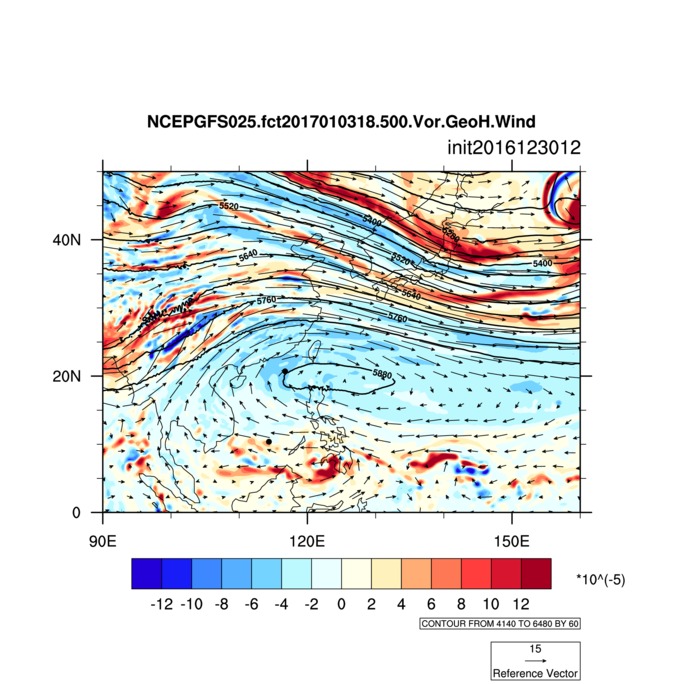 NCEPGFS025.fct2017010318.500.Vor.GeoH.Wind
init2016123012
5520
5400
5280
40N
5640
5520
5400
5760
5640
5760
20N
5880
0
90E 120E 150E
-12 -10 -8 -6 -4 -2 0 2 4 6 8 10 12
*10^(-5)
CONTOUR FROM 4140 TO 6480 BY 60
15
Reference Vector